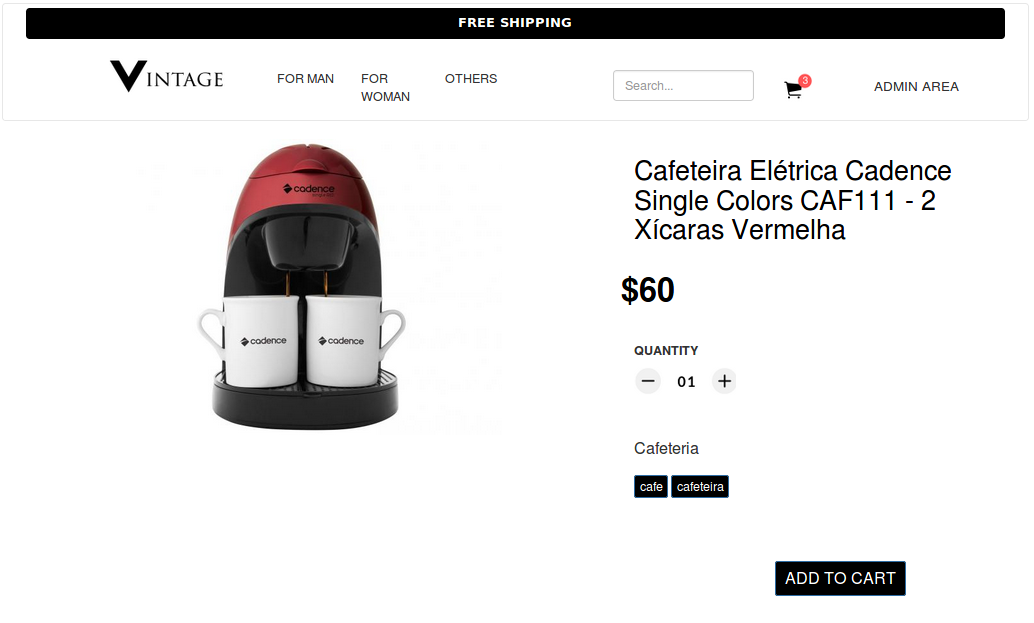 FREE SHIPPING
VINTAGE
FOR MAN
FOR
WOMAN
OTHERS
Search...
3
ADMIN AREA
cadence
cadence
cadence
Cafeteira Elétrica Cadence
Single Colors CAF111 - 2
Xícaras Vermelha
$60
QUANTITY
01
Cafeteria
cafe
cafeteira
ADD TO CART